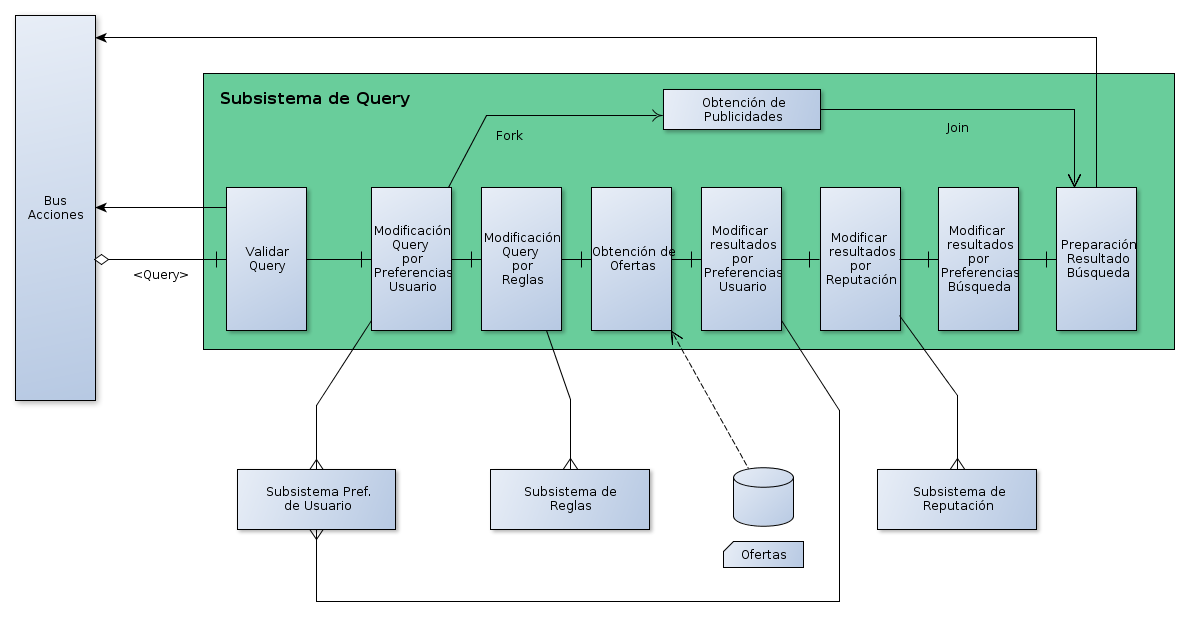 Subsistema de Query
Obtención de
Publicidades
Fork
Join
Bus
Acciones
<Query>
Validar
Query
Modificación
Query
por
Preferencias
Usuario
Modificación
Query
por
Reglas
Obtención de
Ofertas
Modificar
resultados
por
Preferencias
Usuario
Modificar
resultados
por
Reputación
Modificar
resultados
por
Preferencias
Búsqueda
Preparación
Resultado
Búsqueda
Subsistema Pref.
de Usuario
Subsistema de
Reglas
Ofertas
Subsistema de
Reputación